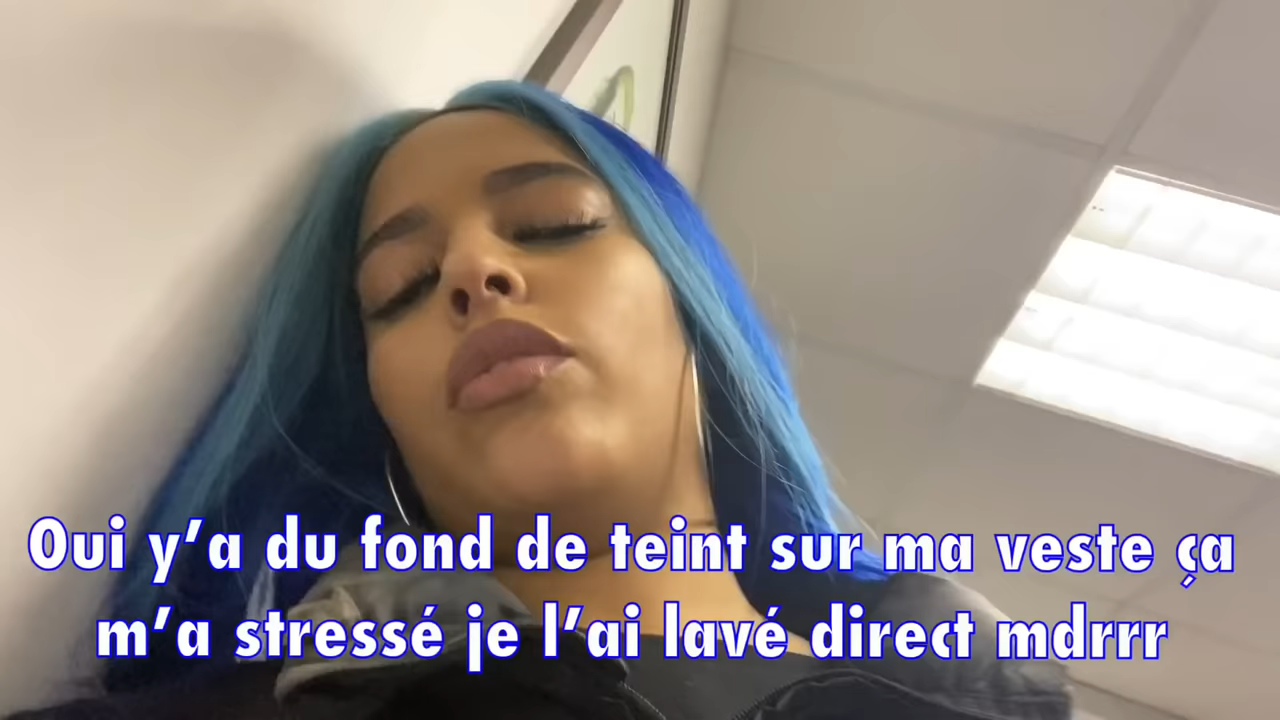 Oui y’a du fond de teint sur ma veste ça
m’a stressé je l’ai lavé direct mdrrr